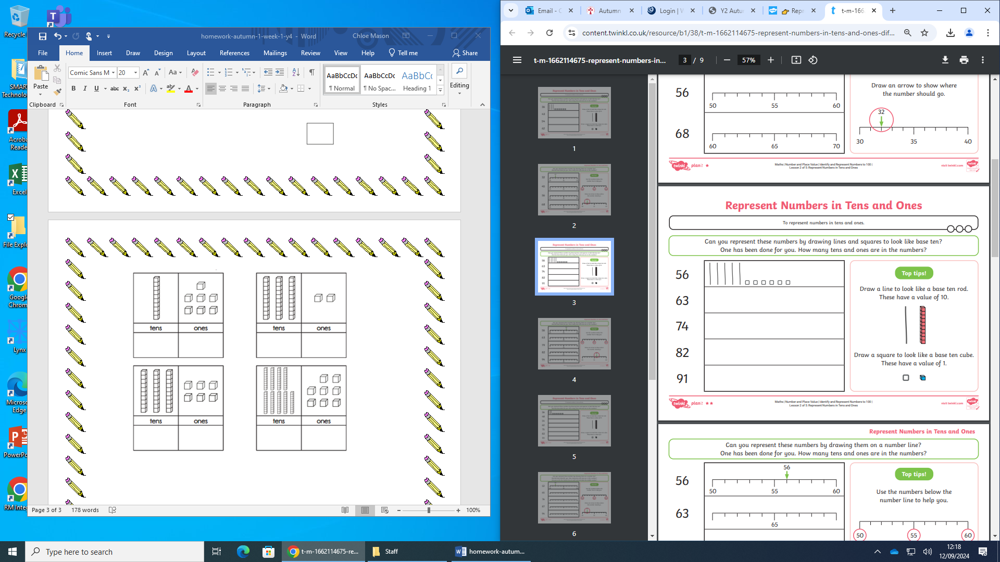 Recycle
SMAR
Technolog
Acroba
Reade
Excel
File Explo
Google
Chrom
Lynx
Micros
Edge
PowerPo
RM Integ
homework-autumn-1-week-1-y4 - Word
Chloe Mason
File Home Insert Draw Design Layout References Mailings Review View Help Tell me Share
Paste
Comic Sans M 20
AaBbCcDc AaBbCcDc AaBbCc
¶ Normal ¶ No Spac... Heading 1
Editing
Clipboard Font Paragraph Styles
tens ones
tens ones
tens ones
tens ones
Page 3 of 3 178 words 100%
Email - C Autumn Login | V Y2 Autu Repr t-m-166
content.twinkl.co.uk/resource/b1/38/t-m-1662114675-represent-numbers-in-tens-and-ones-dif...
t-m-1662114675-represent-numbers-in... 3 / 9 57%
1
2
3
4
5
6
56
50 55 60
68
60 65 70
Draw an arrow to show where
the number should go.
32
30 35 40
twinkl planit
Maths | Number and Place Value | Identify and Represent Numbers to 100 |
Lesson 2 of 5: Represent Numbers in Tens and Ones
visit twinkl.com
Represent Numbers in Tens and Ones
To represent numbers in tens and ones.
Can you represent these numbers by drawing lines and squares to look like base ten?
One has been done for you. How many tens and ones are in the numbers?
56
63
74
82
91
Top tips!
Draw a line to look like a base ten rod.
These have a value of 10.
Draw a square to look like a base ten cube.
These have a value of 1.
twinkl planit
Maths | Number and Place Value | Identify and Represent Numbers to 100 |
Lesson 2 of 5: Represent Numbers in Tens and Ones
visit twinkl.com
Represent Numbers in Tens and Ones
Can you represent these numbers by drawing them on a number line?
One has been done for you. How many tens and ones are in the numbers?
56
56
50 55 60
63
65
Top tips!
Use the numbers below the
number line to help you.
50 55 60
Type here to search
t-m-1662114675-re...
Staff
homework-autum...
12:18
12/09/2024